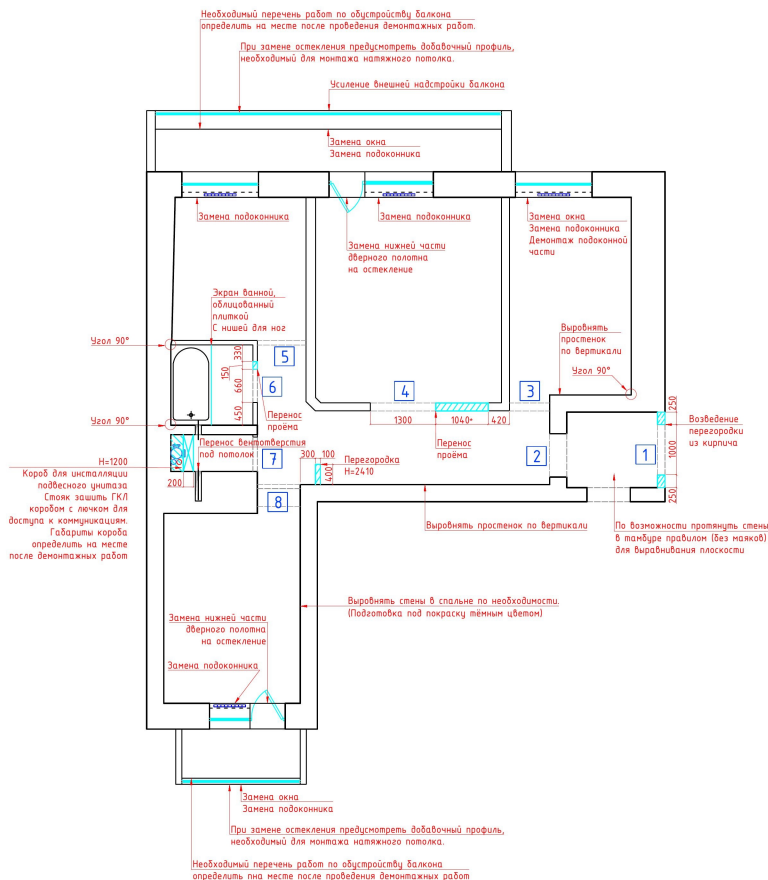 Необходимый перечень работ по обустройству балкона
определить на месте после проведения демонтажных работ.
При замене остекления предусмотреть добавочный профиль,
необходимый для монтажа натяжного потолка.
Усиление внешней надстройки балкона
Замена окна
Замена подоконника
Замена подоконника
Замена подоконника
Замена окна
Замена подоконника
Демонтаж подоконной
части
Замена нижней части
дверного полотна
на остекление
Экран ванной,
облицованный
плиткой
С нишей для ног
Угол 90°
Выровнять
простенок
по вертикали
Угол 90°
330
150
660
450
5
6
4
3
1300
1040*
420
Перенос
проёма
Перенос
проёма
250
1000
250
Возведение
перегородки
из кирпича
Угол 90°
Перенос вентотверстия
под потолок
7
300
100
400
Перегородка
H=2410
2
1
H=1200
Короб для инсталляции
подвесного унитаза
Стояк зашить ГКЛ
коробом с лючком для
доступа к коммуникациям.
Габариты короба
определить на месте
после демонтажных работ
200
8
Выровнять простенок по вертикали
По возможности протянуть стены
в тамбуре правилом (без маяков)
для выравнивания плоскости
Выровнять стены в спальне по необходимости.
(Подготовка под покраску тёмным цветом)
Замена нижней части
дверного полотна
на остекление
Замена подоконника
Замена окна
Замена подоконника
При замене остекления предусмотреть добавочный профиль,
необходимый для монтажа натяжного потолка.
Необходимый перечень работ по обустройству балкона
определить пна месте после проведения демонтажных работ